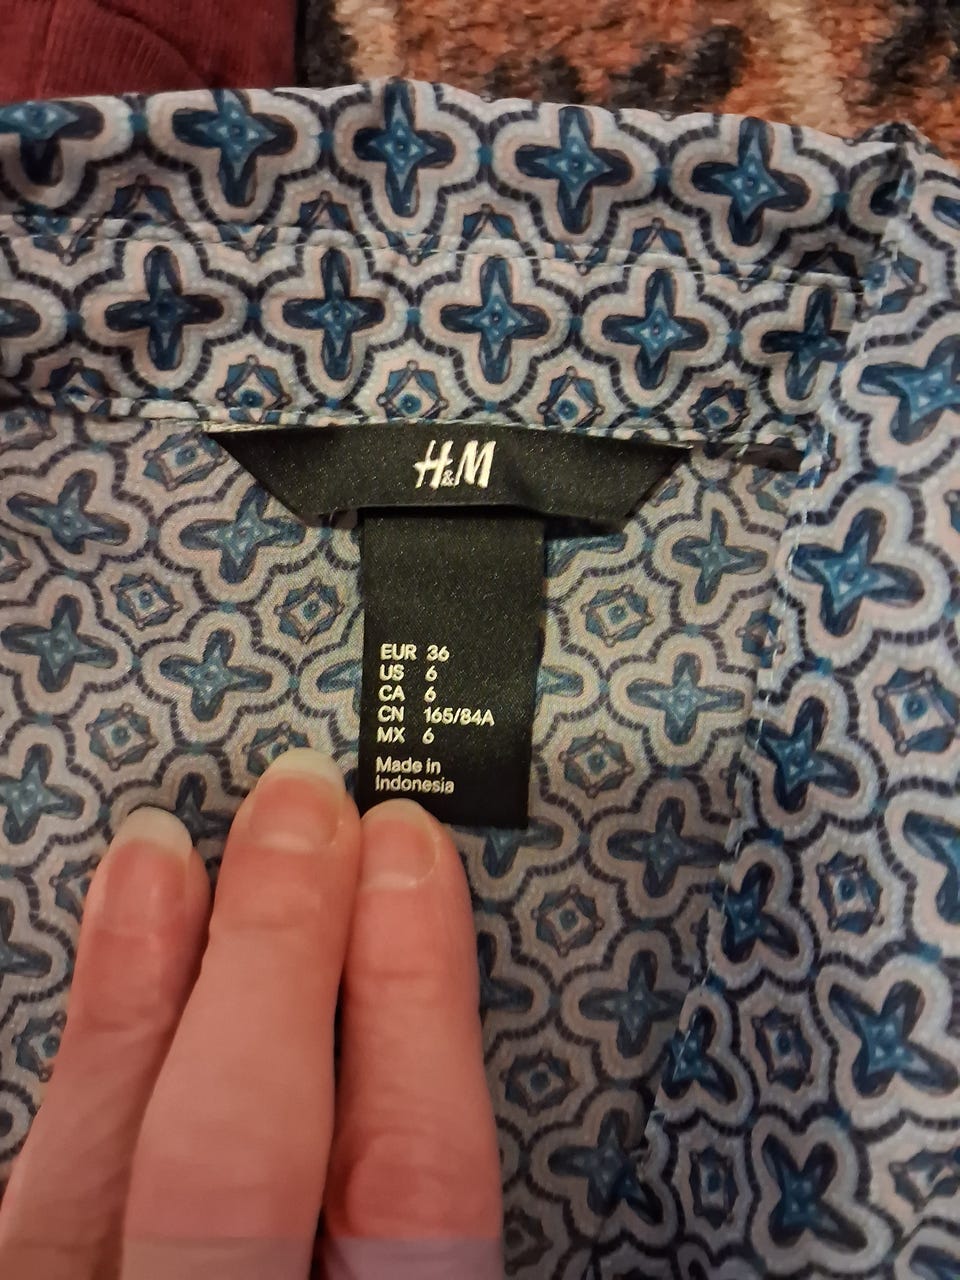 H&M
EUR 36
US 6
CA 6
CN 165/84A
MX 6
Made in
Indonesia